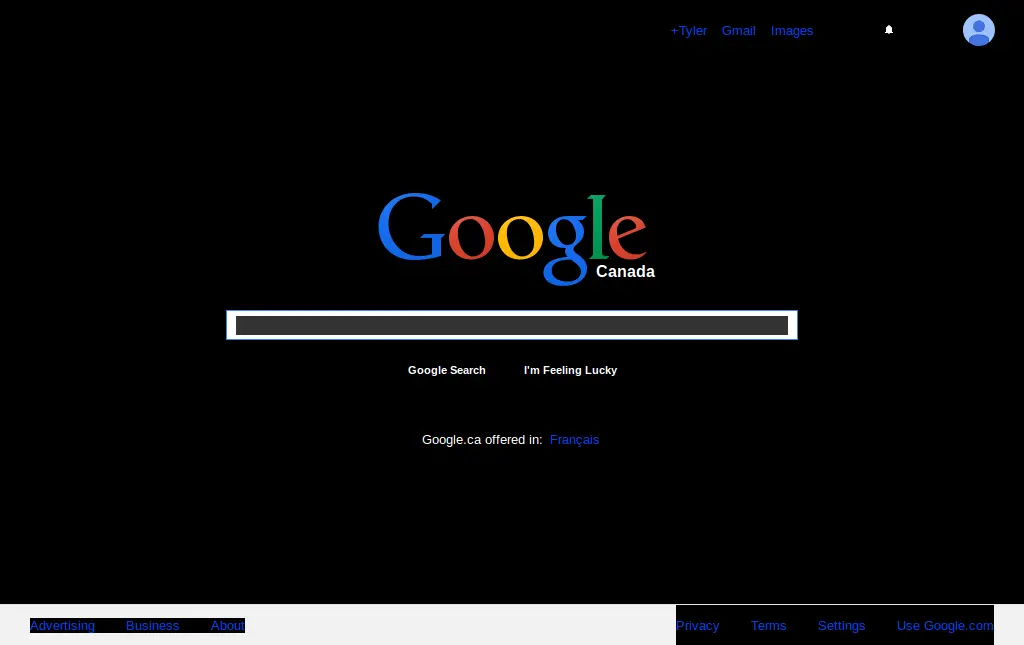 +Tyler Gmail Images
Google
Canada
Google Search I'm Feeling Lucky
Google.ca offered in: Français
Advertising Business About Privacy Terms Settings Use Google.com